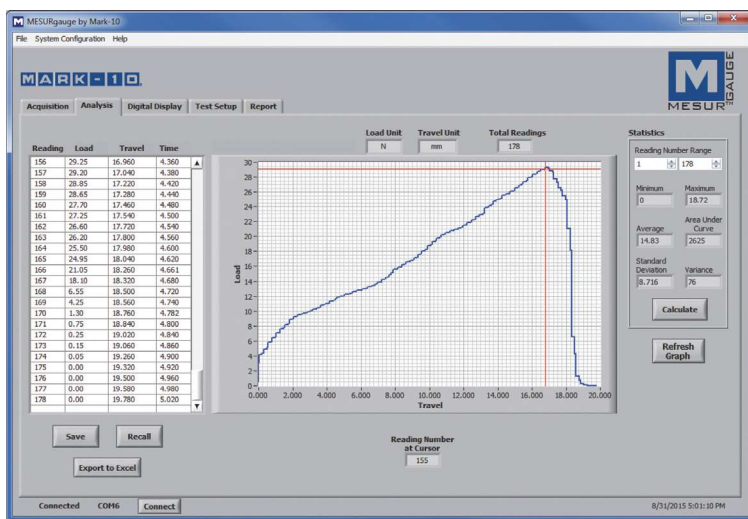 MESURgauge by Mark-10
File System Configuration Help
MARK-10
MESUR GAUGE
Acquisition Analysis Digital Display Test Setup Report
Load Unit Travel Unit Total Readings
N mm 178
Reading Load Travel Time
156 29.25 16.960 4.360
157 29.20 17.040 4.380
158 28.85 17.220 4.420
159 28.65 17.280 4.440
160 27.70 17.460 4.480
161 27.25 17.540 4.500
162 26.60 17.720 4.540
163 26.20 17.800 4.560
164 25.50 17.980 4.600
165 24.95 18.040 4.620
166 21.05 18.260 4.661
167 18.10 18.320 4.680
168 6.55 18.500 4.720
169 4.25 18.560 4.740
170 1.30 18.760 4.782
171 0.75 18.840 4.800
172 0.25 19.020 4.840
173 0.15 19.060 4.860
174 0.05 19.260 4.900
175 0.00 19.320 4.920
176 0.00 19.500 4.960
177 0.00 19.580 4.980
178 0.00 19.780 5.020
Save Recall
Export to Excel
30
28
26
24
22
20
18
16
14
12
10
8
6
4
2
0
Load
0.000 2.000 4.000 6.000 8.000 10.000 12.000 14.000 16.000 18.000 20.000
Travel
Reading Number
at Cursor
155
Statistics
Reading Number Range
1 178
Minimum Maximum
0 18.72
Average Area Under Curve
14.83 2625
Standard Deviation Variance
8.716 76
Calculate
Refresh
Graph
Connected COM6 Connect 8/31/2015 5:01:10 PM